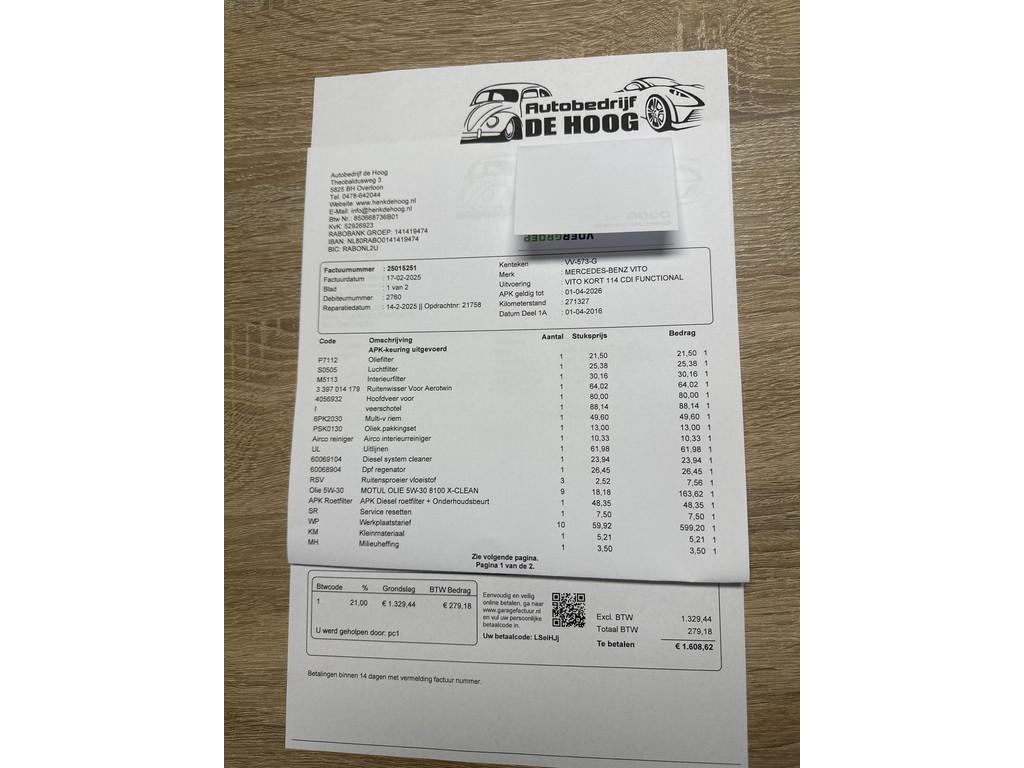 Autobedrijf
DE HOOG
Autobedrijf de Hoog
Theobaldusweg 3
5825 BH Overloon
Tel. 0478-642044
Website: www.henkdehoog.nl
E-Mail: info@henkdehoog.nl
Btw Nr.: 850668736B01
KvK: 52926923
RABOBANK GROEP: 141419474
IBAN: NL80RABO0141419474
BIC: RABONL2U
VOERGROEP
Factuurnummer : 25015251
Factuurdatum : 17-02-2025
Blad : 1 van 2
Debiteurnummer : 2760
Reparatiedatum : 14-2-2025 || Opdrachtnr: 21758
Kenteken : VV-573-G
Merk : MERCEDES-BENZ VITO
Uitvoering : VITO KORT 114 CDI FUNCTIONAL
APK geldig tot : 01-04-2026
Kilometerstand : 271327
Datum Deel 1A : 01-04-2016
Code Omschrijving Aantal Stuksprijs Bedrag
APK-keuring uitgevoerd
P7112 Oliefilter 1 21,50 21,50 1
S0505 Luchtfilter 1 25,38 25,38 1
M5113 Interieurfilter 1 30,16 30,16 1
3 397 014 179 Ruitenwisser Voor Aerotwin 1 64,02 64,02 1
4056932 Hoofdveer voor 1 80,00 80,00 1
I veerschotel 1 88,14 88,14 1
6PK2030 Multi-v riem 1 49,60 49,60 1
PSK0130 Oliek.pakkingset 1 13,00 13,00 1
Airco reiniger Airco interieurreiniger 1 10,33 10,33 1
UL Uitlijnen 1 61,98 61,98 1
60069104 Diesel system cleaner 1 23,94 23,94 1
60068904 Dpf regenator 1 26,45 26,45 1
RSV Ruitensproeier vloeistof 3 2,52 7,56 1
Olie 5W-30 MOTUL OLIE 5W-30 8100 X-CLEAN 9 18,18 163,62 1
APK Roetfilter APK Diesel roetfilter + Onderhoudsbeurt 1 48,35 48,35 1
SR Service resetten 1 7,50 7,50 1
WP Werkplaatstarief 10 59,92 599,20 1
KM Kleinmateriaal 1 5,21 5,21 1
MH Milieuheffing 1 3,50 3,50 1
Zie volgende pagina.
Pagina 1 van de 2.
Btwcode % Grondslag BTW Bedrag
1 21,00 € 1.329,44 € 279,18
U werd geholpen door: pc1
Eenvoudig en veilig
online betalen, ga naar
www.garagefactuur.nl
en vul uw persoonlijke
betaalcode in.
Uw betaalcode: LSeiHJj
Excl. BTW 1.329,44
Totaal BTW 279,18
Te betalen € 1.608,62
Betalingen binnen 14 dagen met vermelding factuur nummer.